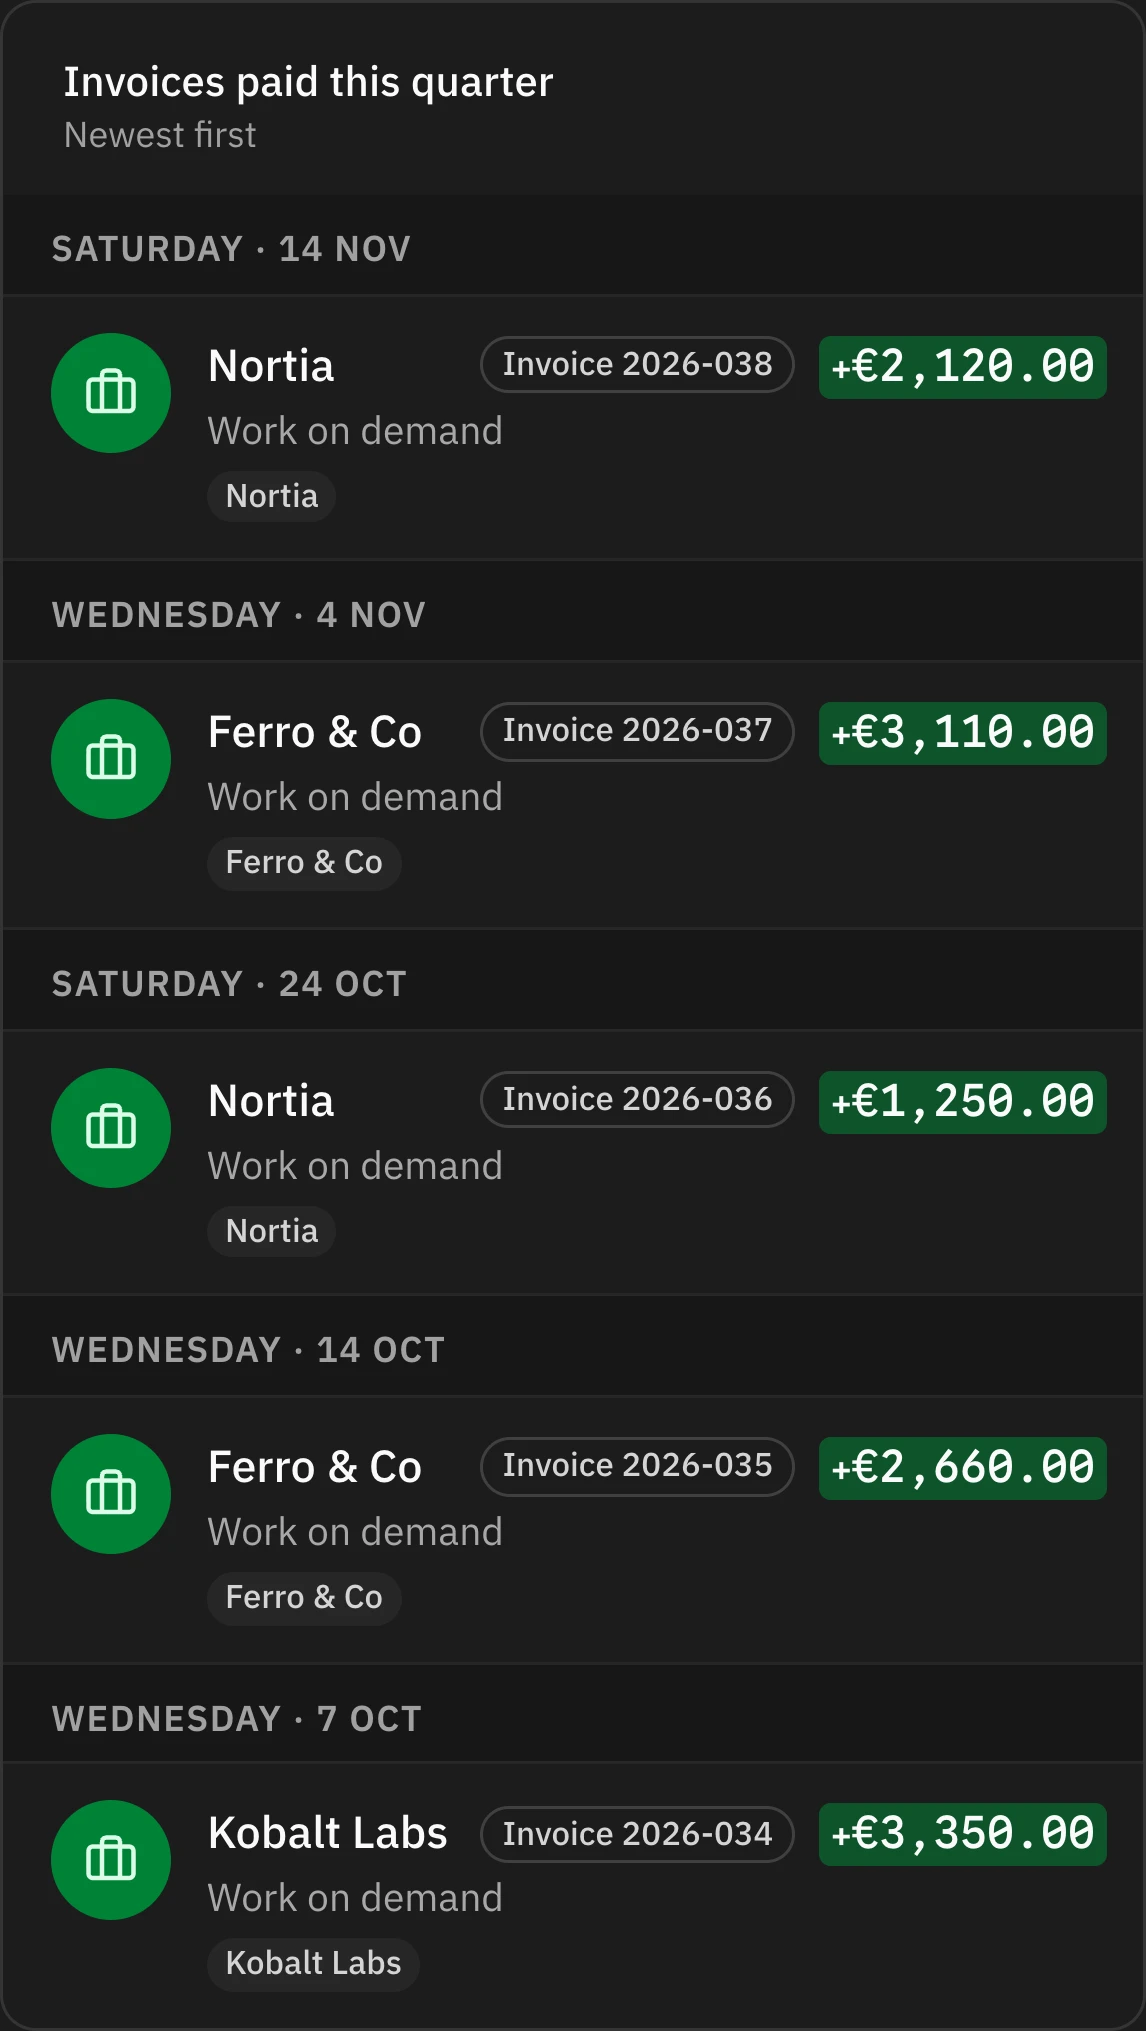 Invoices paid this quarter
Newest first
SATURDAY · 14 NOV
Nortia Invoice 2026-038 +€2,120.00
Work on demand
Nortia
WEDNESDAY · 4 NOV
Ferro & Co Invoice 2026-037 +€3,110.00
Work on demand
Ferro & Co
SATURDAY · 24 OCT
Nortia Invoice 2026-036 +€1,250.00
Work on demand
Nortia
WEDNESDAY · 14 OCT
Ferro & Co Invoice 2026-035 +€2,660.00
Work on demand
Ferro & Co
WEDNESDAY · 7 OCT
Kobalt Labs Invoice 2026-034 +€3,350.00
Work on demand
Kobalt Labs